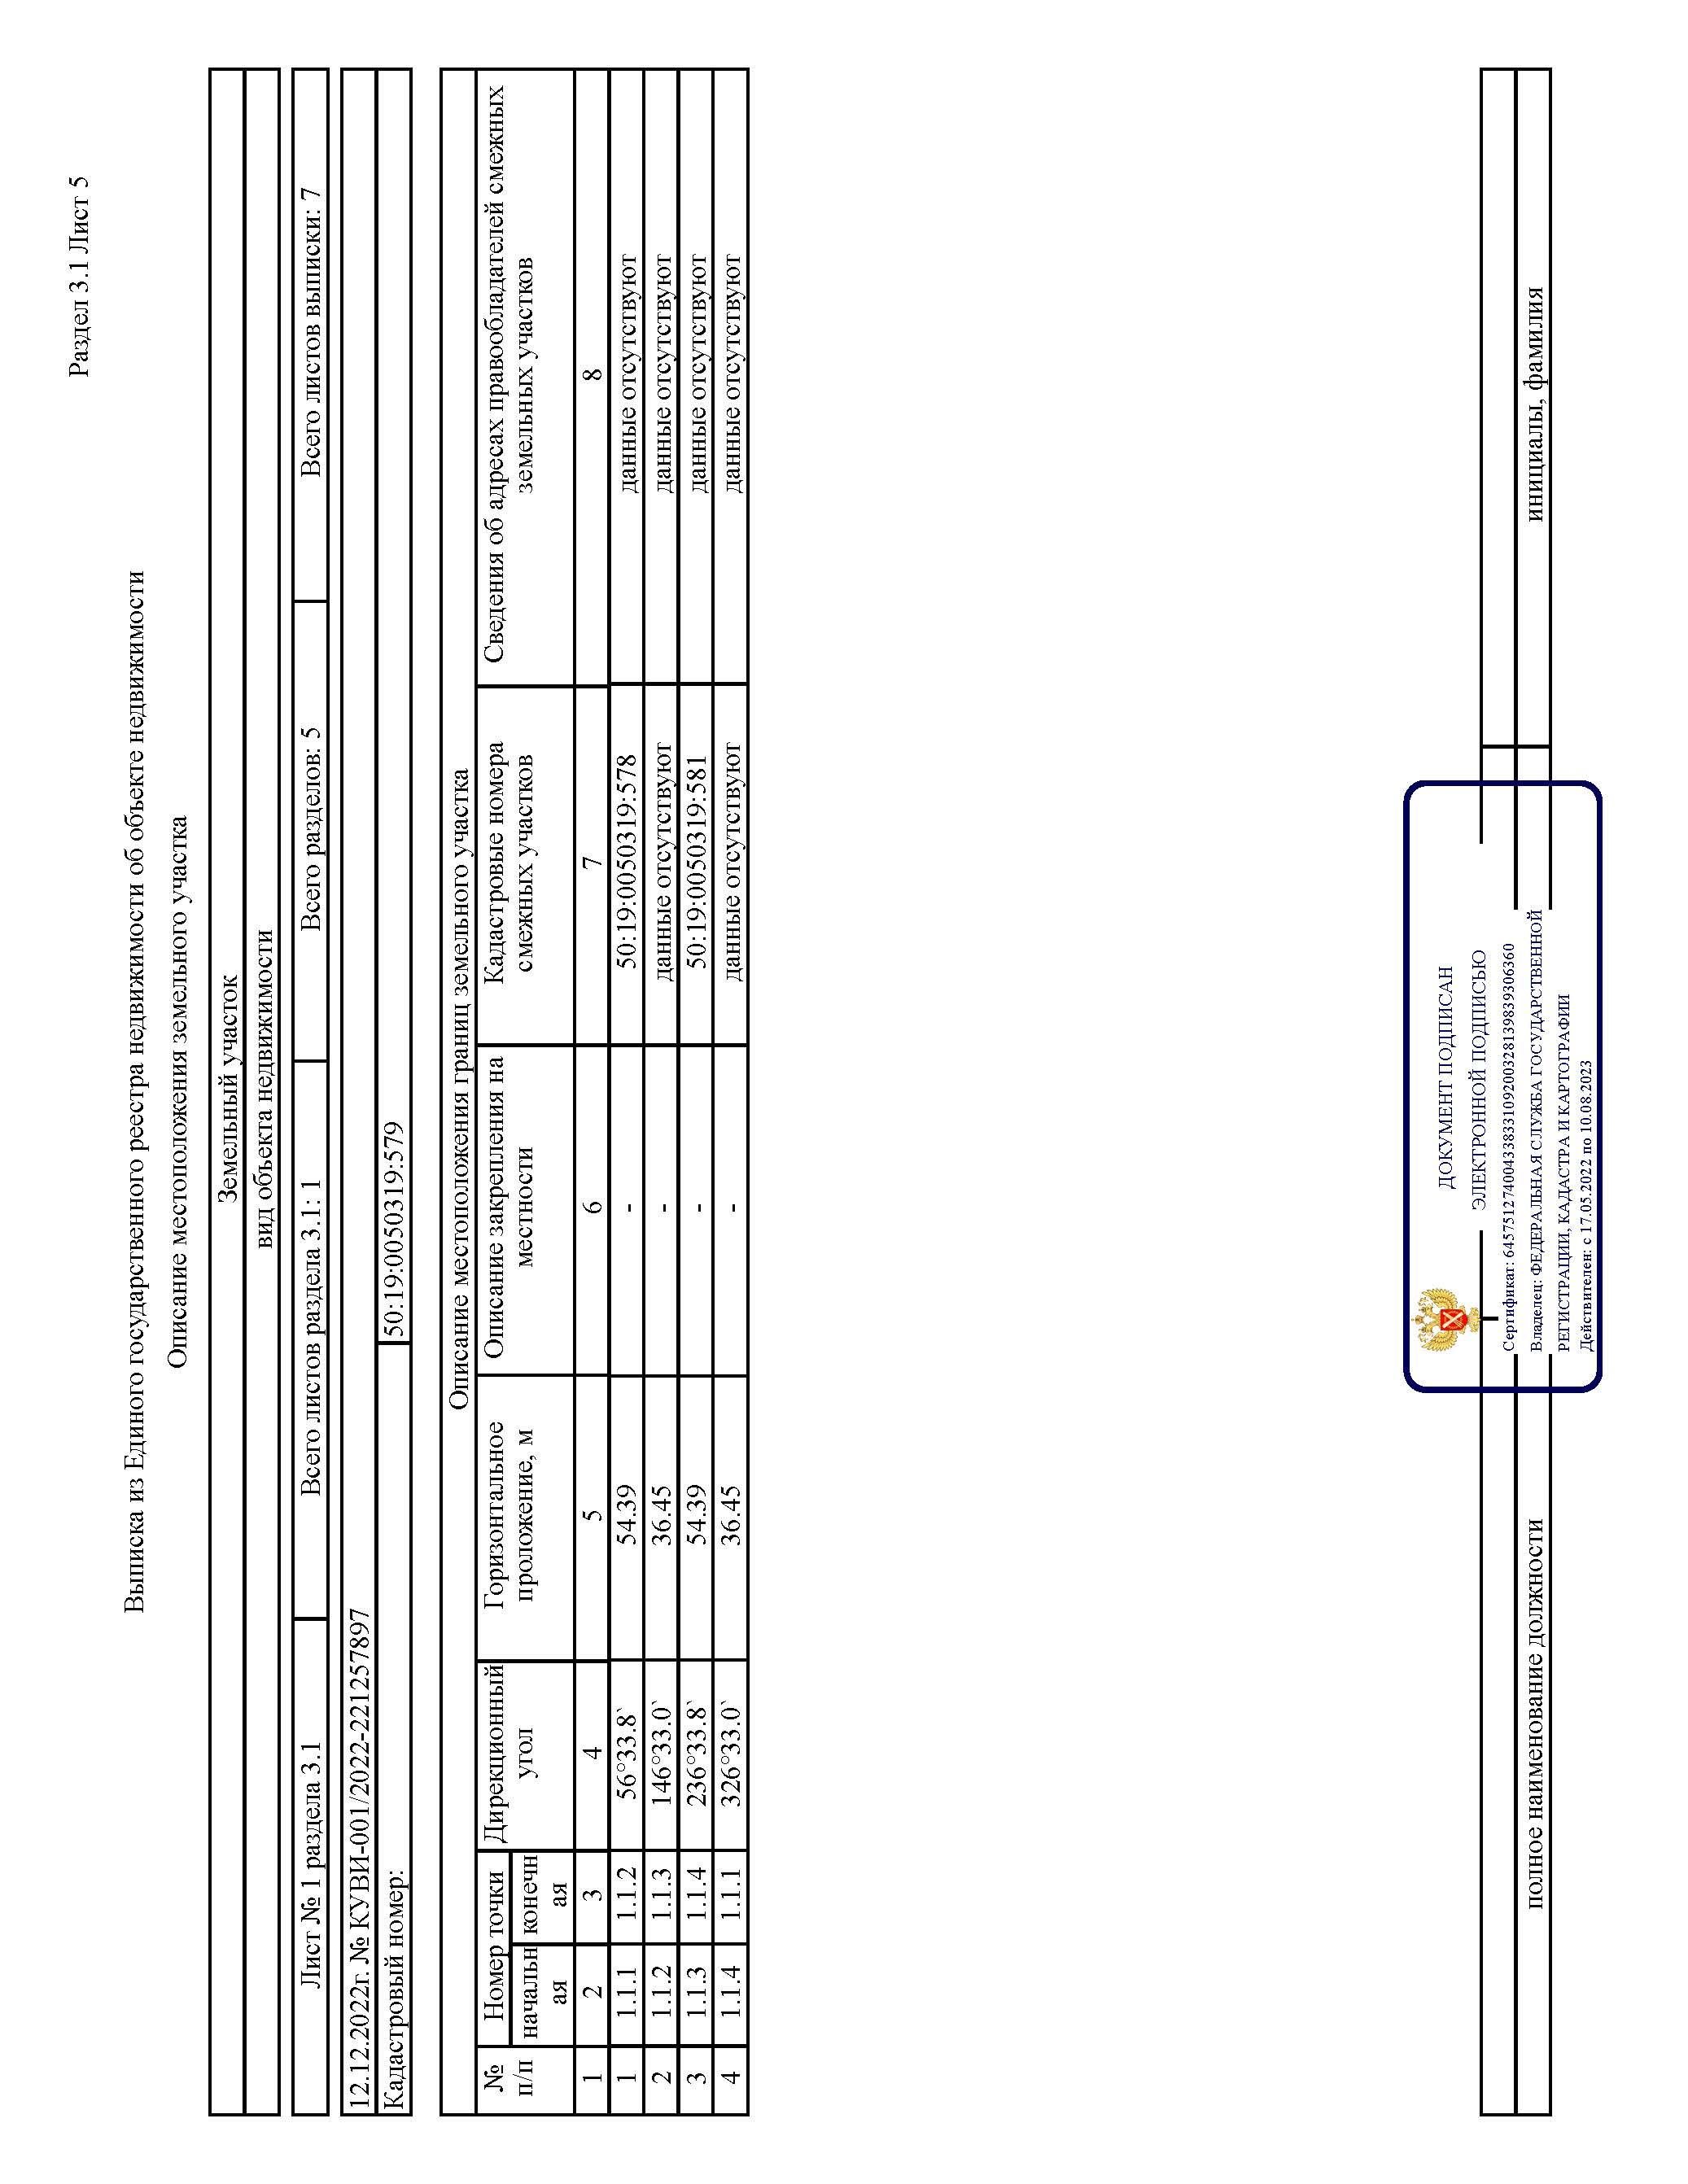 Раздел 3.1 Лист 5
Выписка из Единого государственного реестра недвижимости об объекте недвижимости
Описание местоположения земельного участка
Земельный участок
вид объекта недвижимости
Лист № 1 раздела 3.1 Всего листов раздела 3.1: 1 Всего разделов: 5 Всего листов выписки: 7
12.12.2022г. № КУВИ-001/2022-221257897
Кадастровый номер: 50:19:0050319:579
Описание местоположения границ земельного участка
№ Номер точки Дирекционный Горизонтальное Описание закрепления на Кадастровые номера Сведения об адресах правообладателей смежных
п/п начальн конечн угол проложение, м местности смежных участков земельных участков
ая ая
1 2 3 4 5 6 7 8
1 1.1.1 1.1.2 56°33.8` 54.39 - 50:19:0050319:578 данные отсутствуют
2 1.1.2 1.1.3 146°33.0` 36.45 - данные отсутствуют данные отсутствуют
3 1.1.3 1.1.4 236°33.8` 54.39 - 50:19:0050319:581 данные отсутствуют
4 1.1.4 1.1.1 326°33.0` 36.45 - данные отсутствуют данные отсутствуют
ДОКУМЕНТ ПОДПИСАН
ЭЛЕКТРОННОЙ ПОДПИСЬЮ
Сертификат: 64575127400433833109200328139839306360
Владелец: ФЕДЕРАЛЬНАЯ СЛУЖБА ГОСУДАРСТВЕННОЙ
РЕГИСТРАЦИИ, КАДАСТРА И КАРТОГРАФИИ
Действителен: с 17.05.2022 по 10.08.2023
полное наименование должности инициалы, фамилия